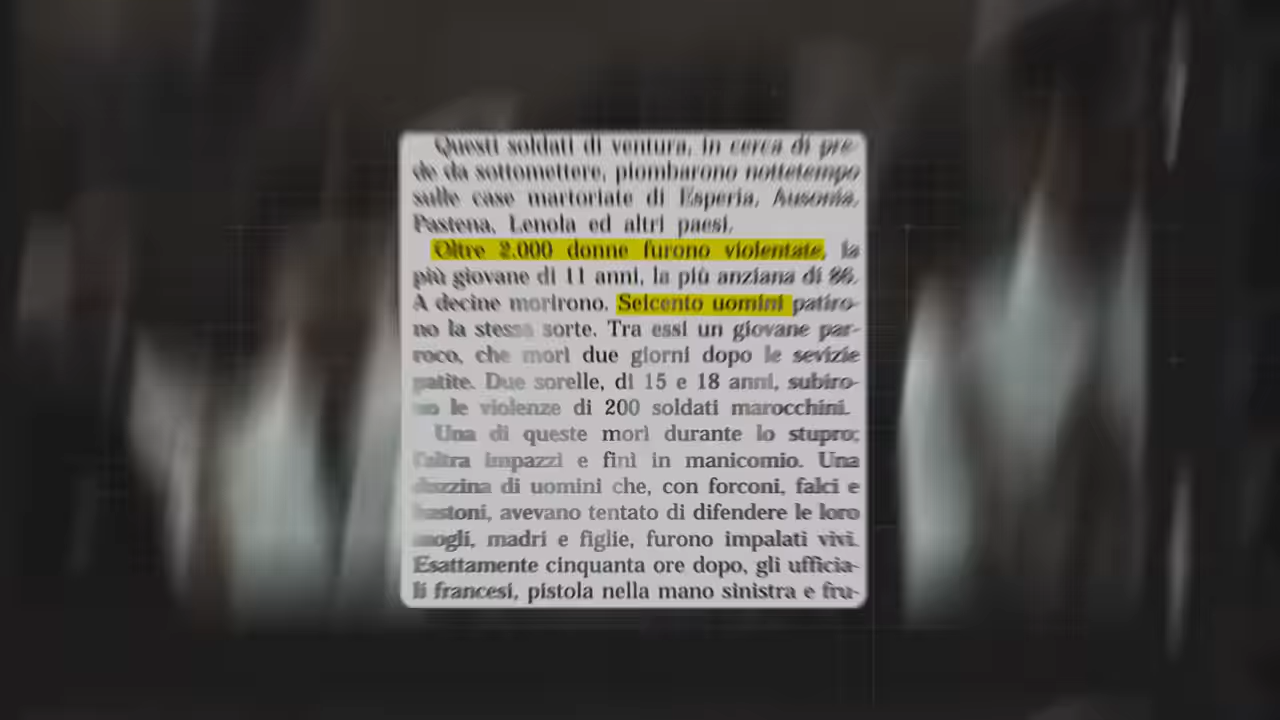 Questi soldati di ventura, in cerca di pre-
de da sottomettere, piombarono nottetempo
sulle case martoriate di Esperia, Ausonia,
Pastena, Lenola ed altri paesi.
Oltre 2.000 donne furono violentate, la
più giovane di 11 anni, la più anziana di 86.
A decine morirono. Seicento uomini patiro-
no la stessa sorte. Tra essi un giovane par-
roco, che morì due giorni dopo le sevizie
patite. Due sorelle, di 15 e 18 anni, subiro-
no le violenze di 200 soldati marocchini.
Una di queste morì durante lo stupro;
l'altra impazzì e finì in manicomio. Una
dozzina di uomini che, con forconi, falci e
bastoni, avevano tentato di difendere le loro
mogli, madri e figlie, furono impalati vivi.
Esattamente cinquanta ore dopo, gli ufficia-
li francesi, pistola nella mano sinistra e fru-